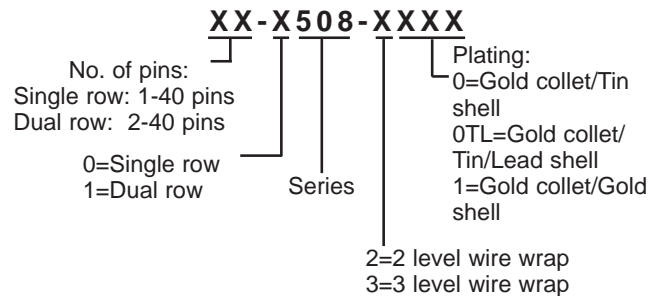 XX-X508-XXXX
No. of pins:
Single row: 1-40 pins
Dual row: 2-40 pins
0=Single row
1=Dual row
Series
Plating:
0=Gold collet/Tin
shell
0TL=Gold collet/
Tin/Lead shell
1=Gold collet/Gold
shell
2=2 level wire wrap
3=3 level wire wrap